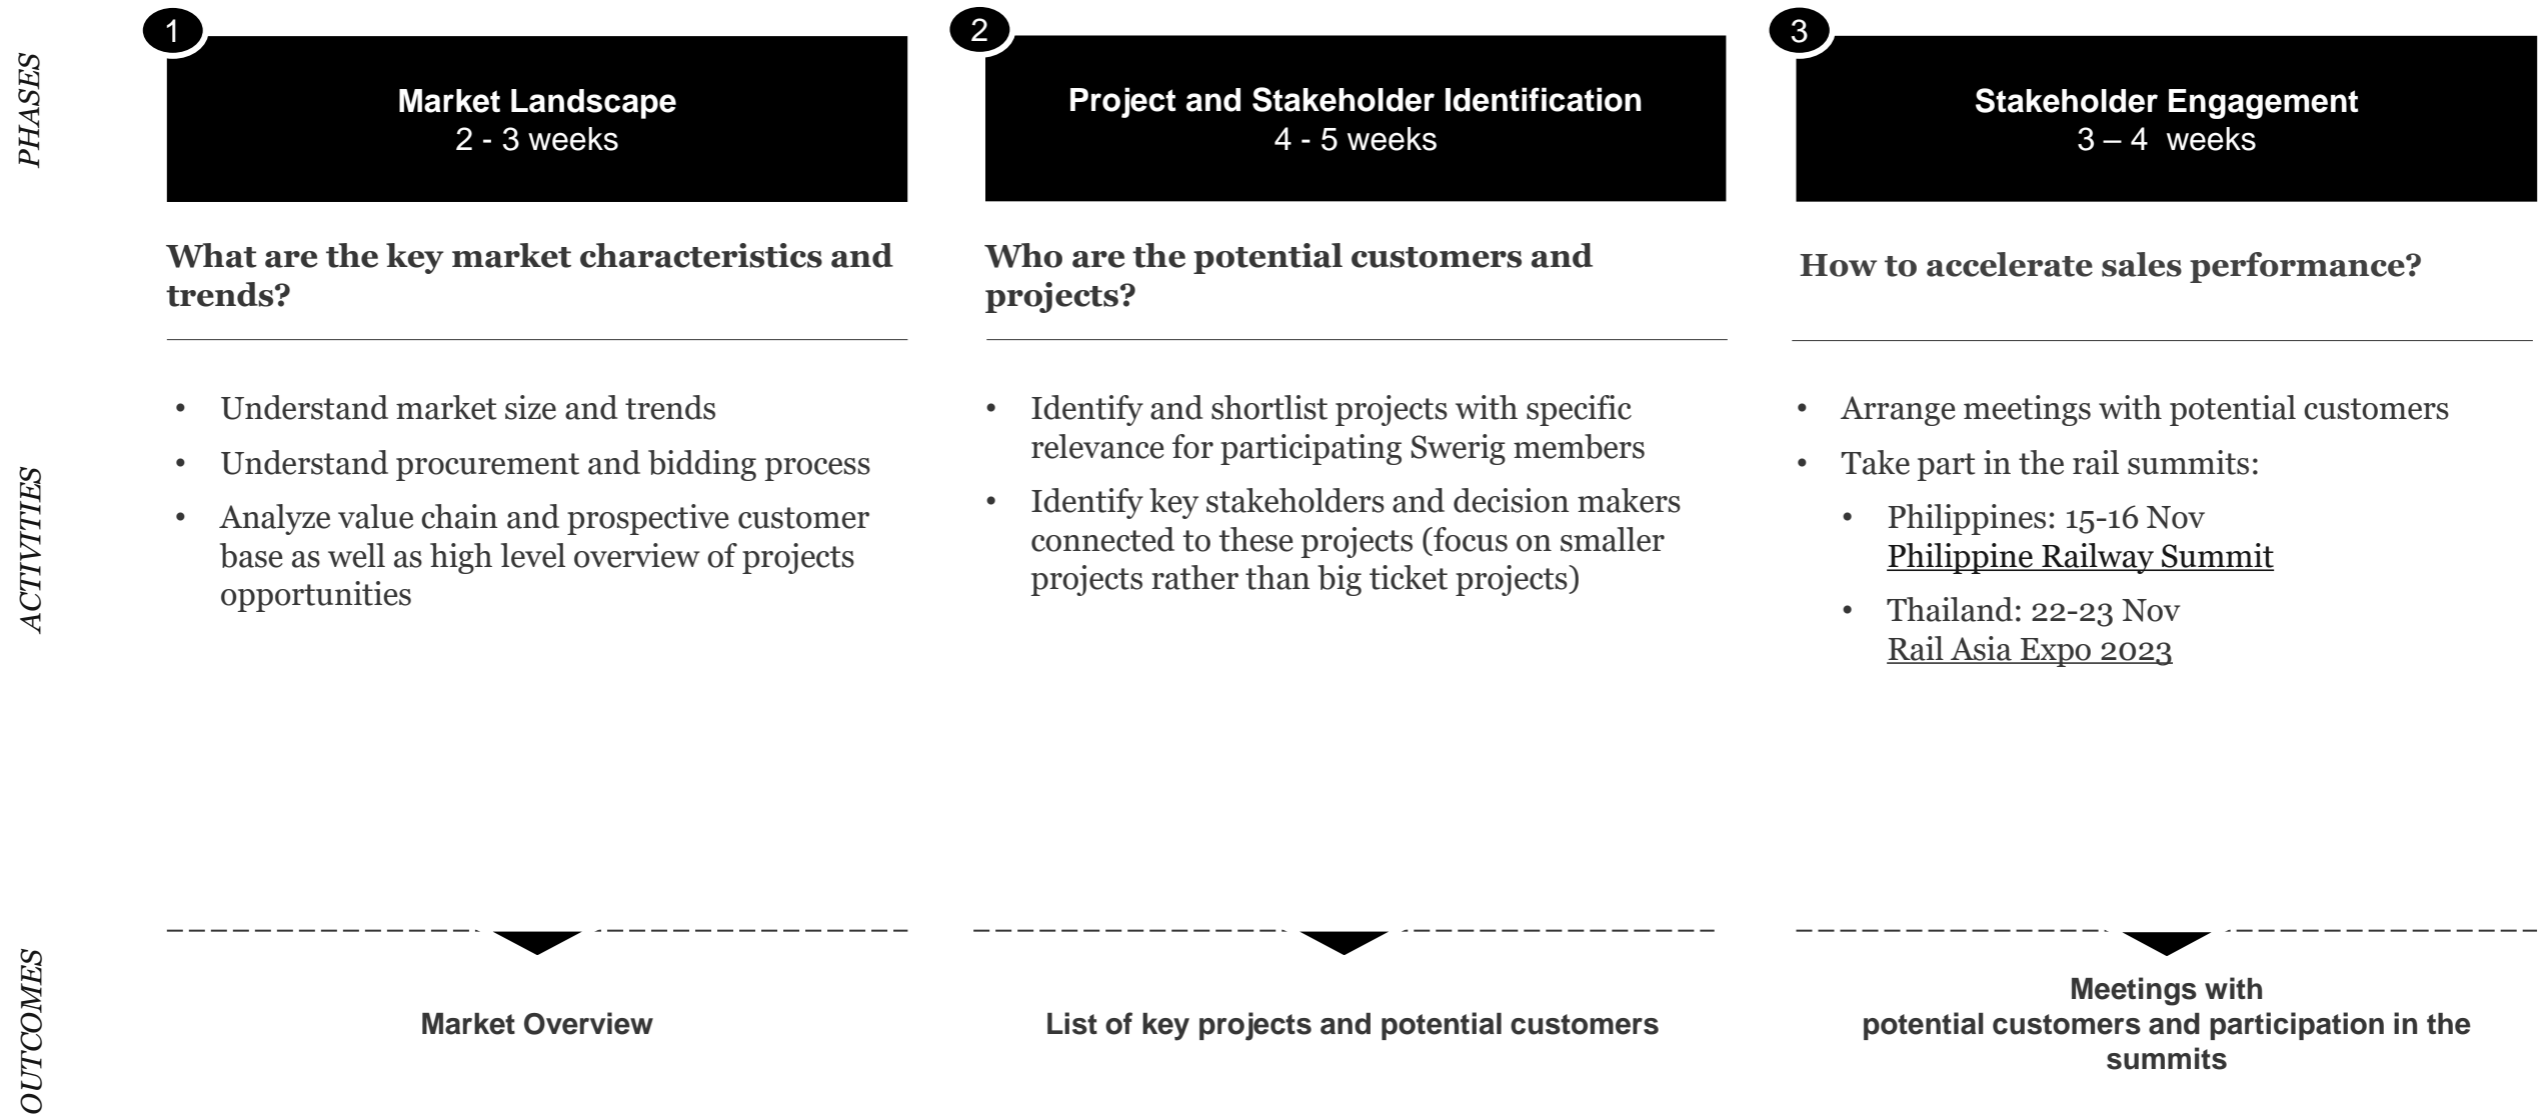 PHASES
1
Market Landscape
2 - 3 weeks
2
Project and Stakeholder Identification
4 - 5 weeks
3
Stakeholder Engagement
3 – 4 weeks
What are the key market characteristics and
trends?
Who are the potential customers and
projects?
How to accelerate sales performance?
ACTIVITIES
• Understand market size and trends
• Understand procurement and bidding process
• Analyze value chain and prospective customer
base as well as high level overview of projects
opportunities
• Identify and shortlist projects with specific
relevance for participating Swerig members
• Identify key stakeholders and decision makers
connected to these projects (focus on smaller
projects rather than big ticket projects)
• Arrange meetings with potential customers
• Take part in the rail summits:
• Philippines: 15-16 Nov
Philippine Railway Summit
• Thailand: 22-23 Nov
Rail Asia Expo 2023
OUTCOMES
Market Overview
List of key projects and potential customers
Meetings with
potential customers and participation in the
summits